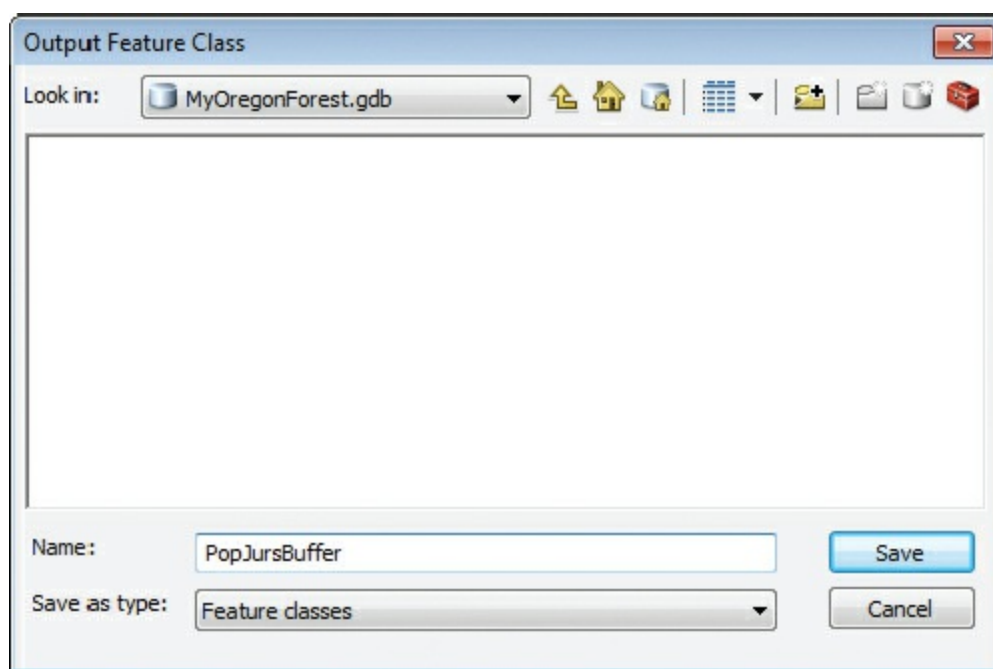 Output Feature Class
Look in: MyOregonForest.gdb
Name: PopJursBuffer
Save
Save as type: Feature classes
Cancel